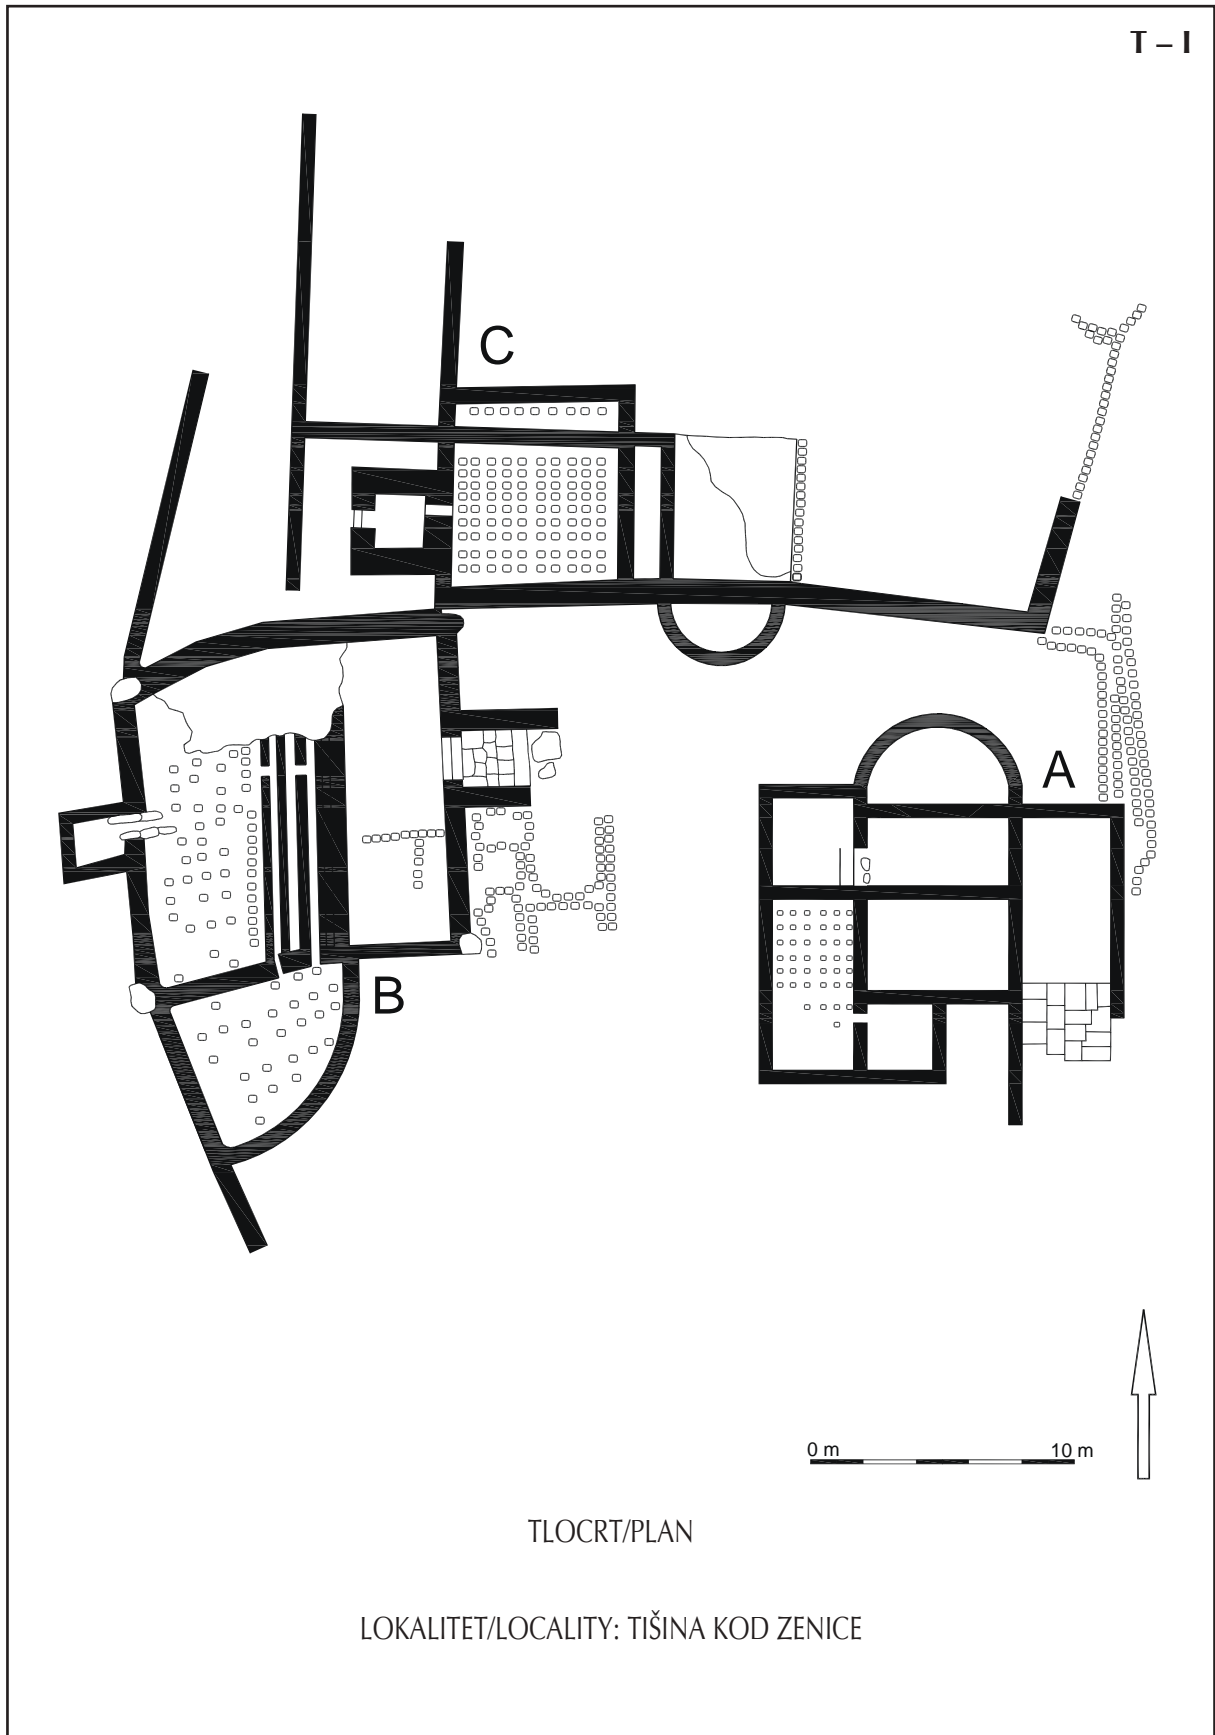 T – I
C
A
B
0 m 10 m
TLOCRT/PLAN
LOKALITET/LOCALITY: TIŠINA KOD ZENICE